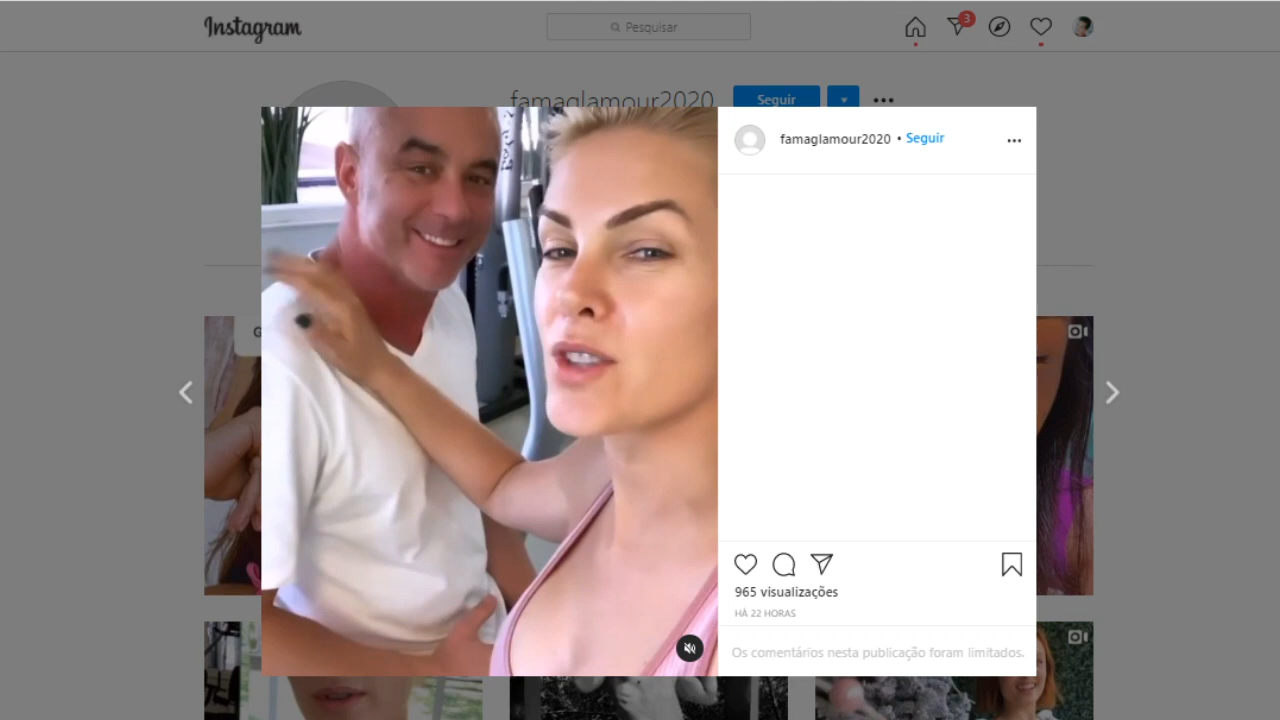 Instagram
Pesquisar
3
famaglamour2020
Seguir
famaglamour2020 • Seguir
G
965 visualizações
HÁ 22 HORAS
Os comentários nesta publicação foram limitados.